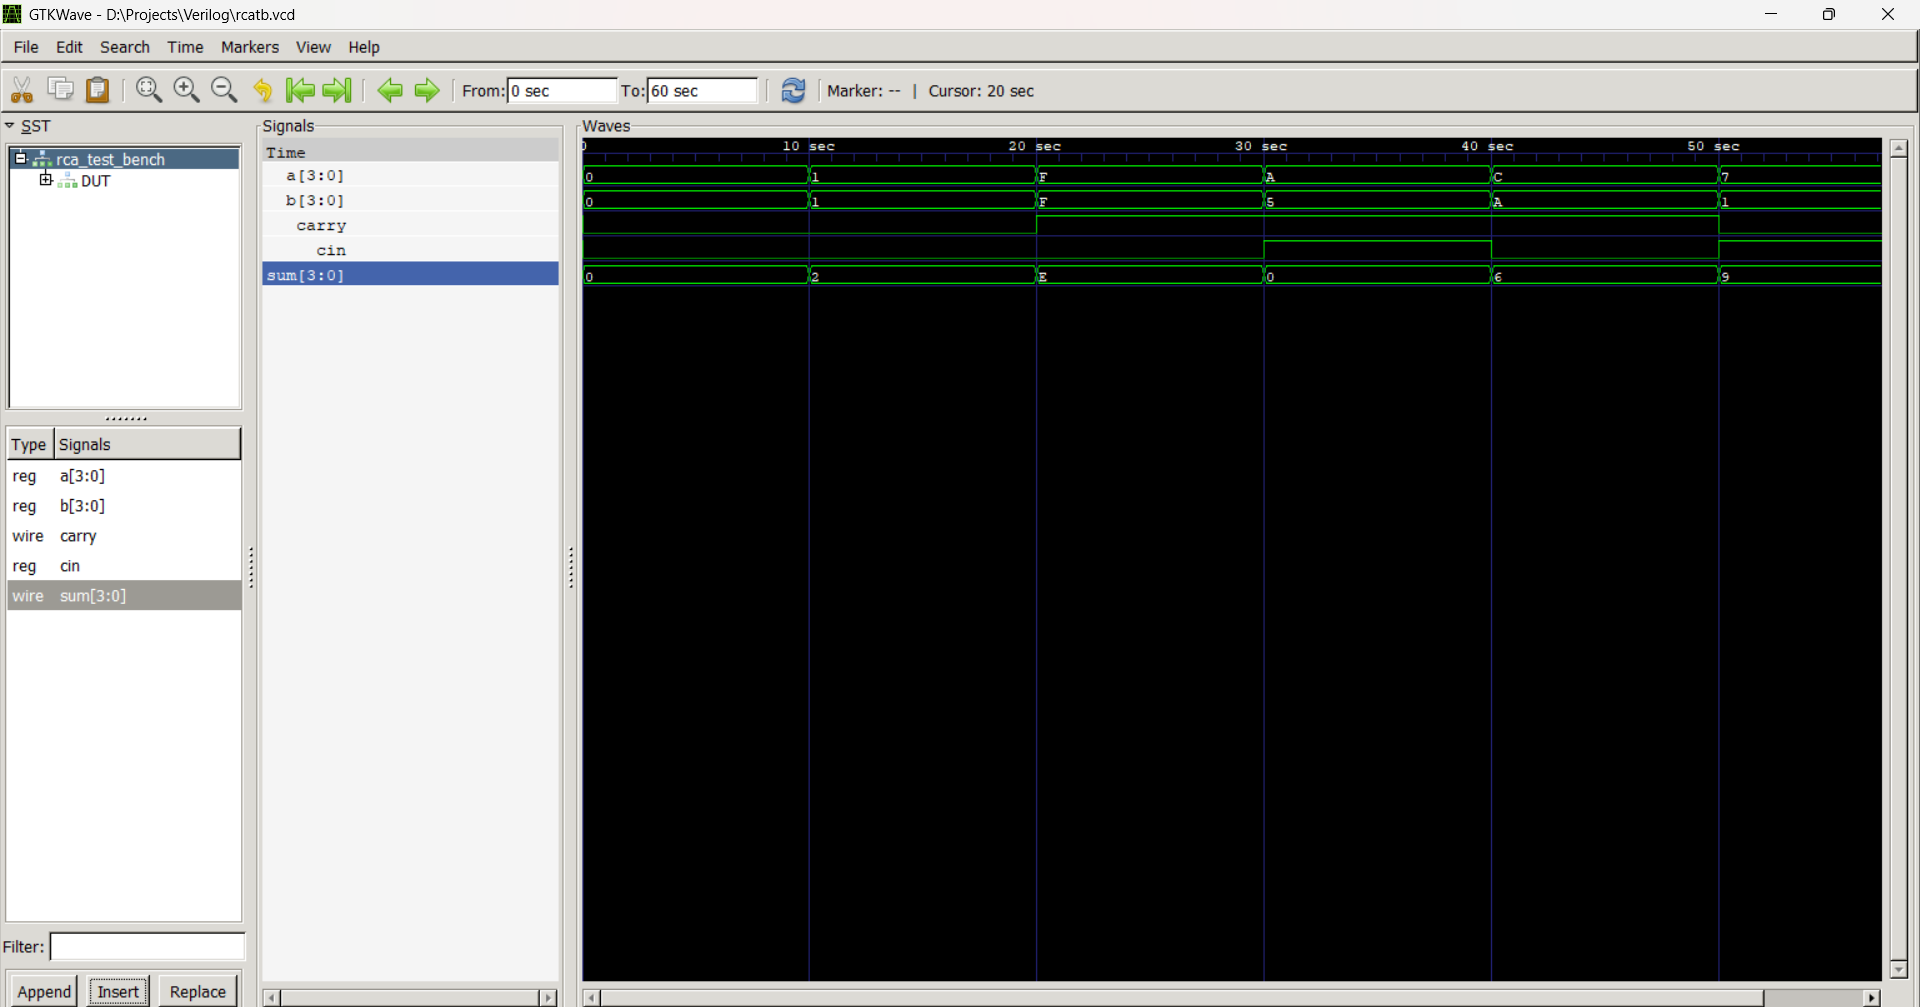 GTKWave - D:\Projects\Verilog\rcatb.vcd
File Edit Search Time Markers View Help
From: 0 sec To: 60 sec Marker: -- | Cursor: 20 sec
SST
rca_test_bench
DUT
Type Signals
reg a[3:0]
reg b[3:0]
wire carry
reg cin
wire sum[3:0]
Filter:
Append Insert Replace
Signals
Time
a[3:0]
b[3:0]
carry
cin
sum[3:0]
Waves
0 10 sec 20 sec 30 sec 40 sec 50 sec
0 1 F A C 7
0 1 F 5 A 1
0 2 E 0 6 9